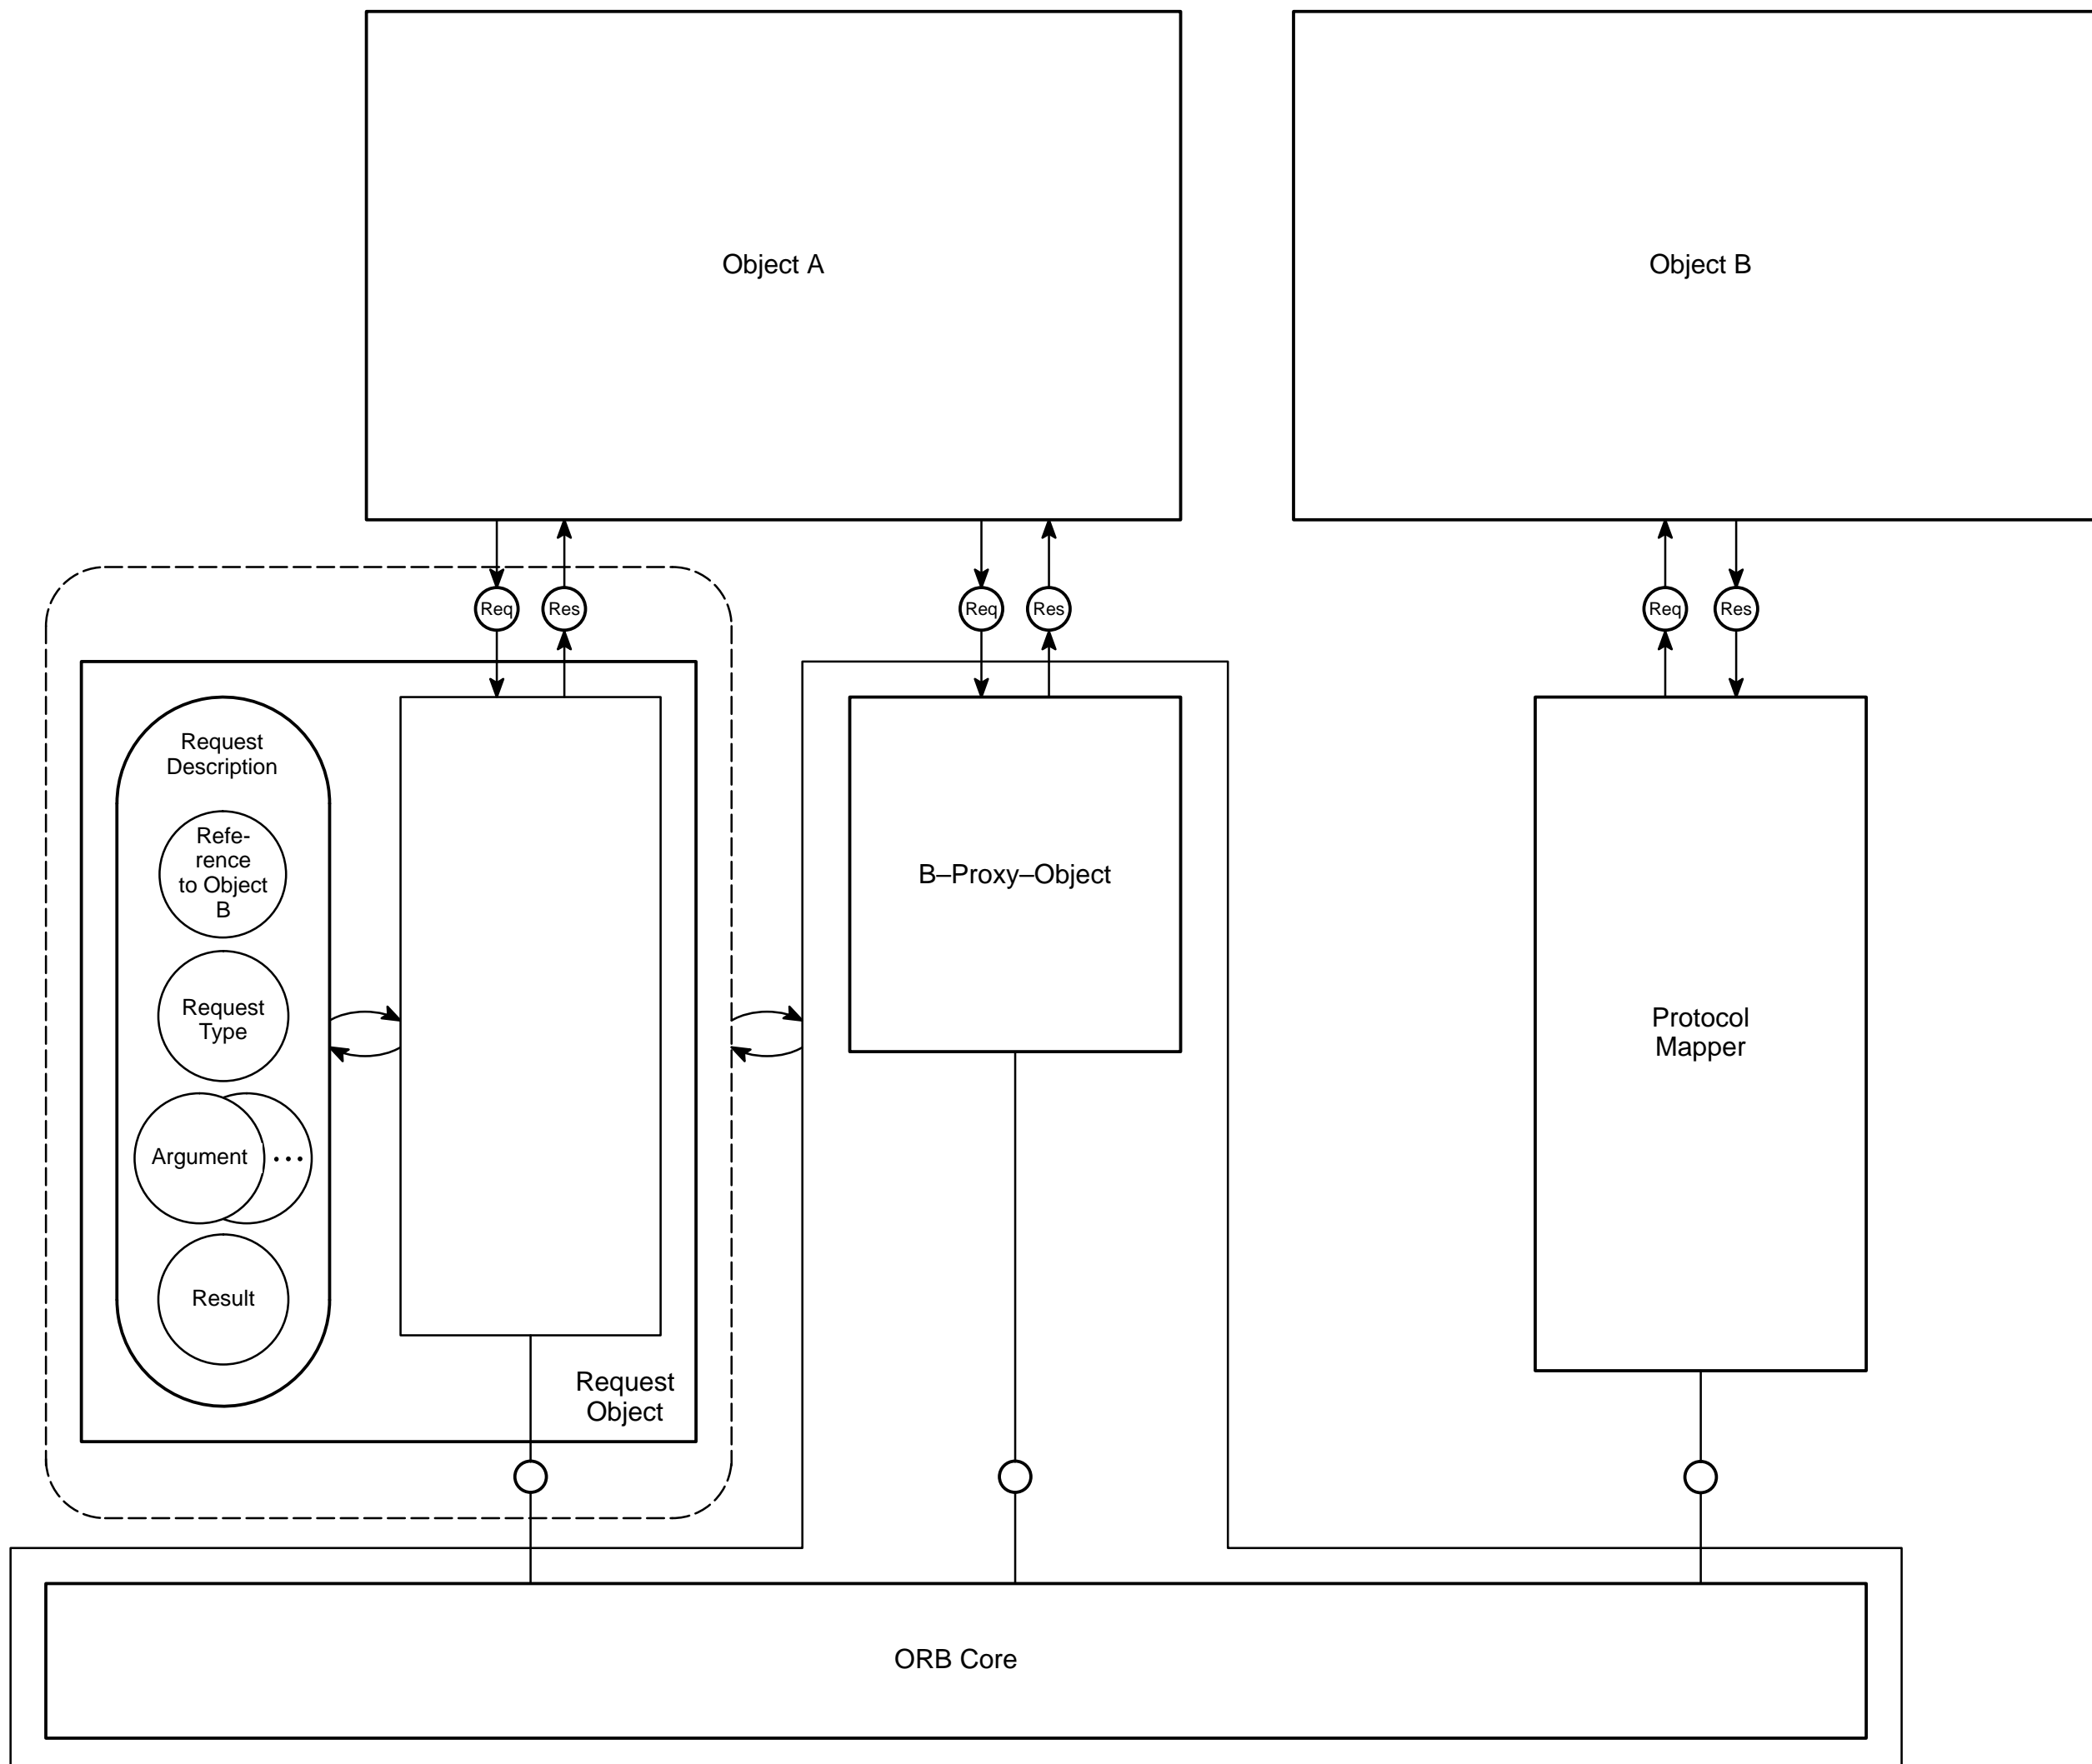 Object A
Object B
Req
Res
Req
Res
Req
Res
Request
Description
Refe-
rence
to Object
B
Request
Type
Argument
...
Result
Request
Object
B–Proxy–Object
Protocol
Mapper
ORB Core